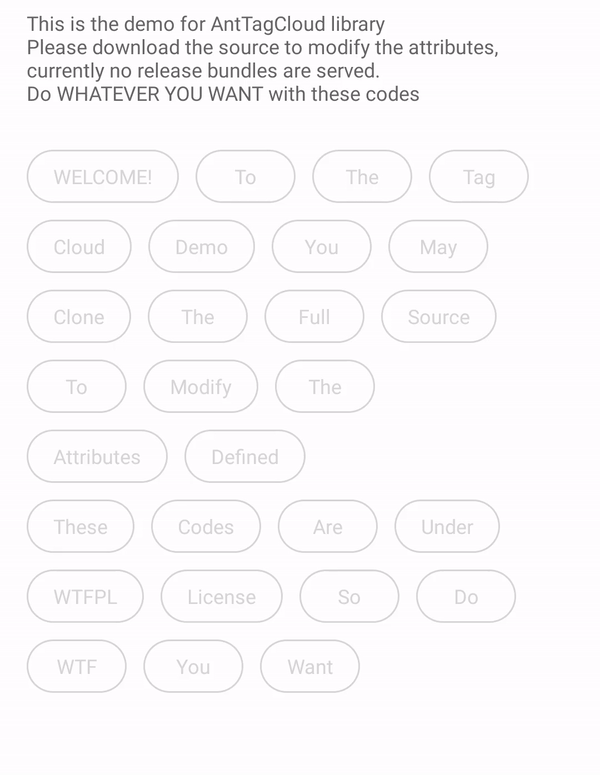 This is the demo for AntTagCloud library
Please download the source to modify the attributes,
currently no release bundles are served.
Do WHATEVER YOU WANT with these codes
WELCOME! To The Tag
Cloud Demo You May
Clone The Full Source
To Modify The
Attributes Defined
These Codes Are Under
WTFPL License So Do
WTF You Want